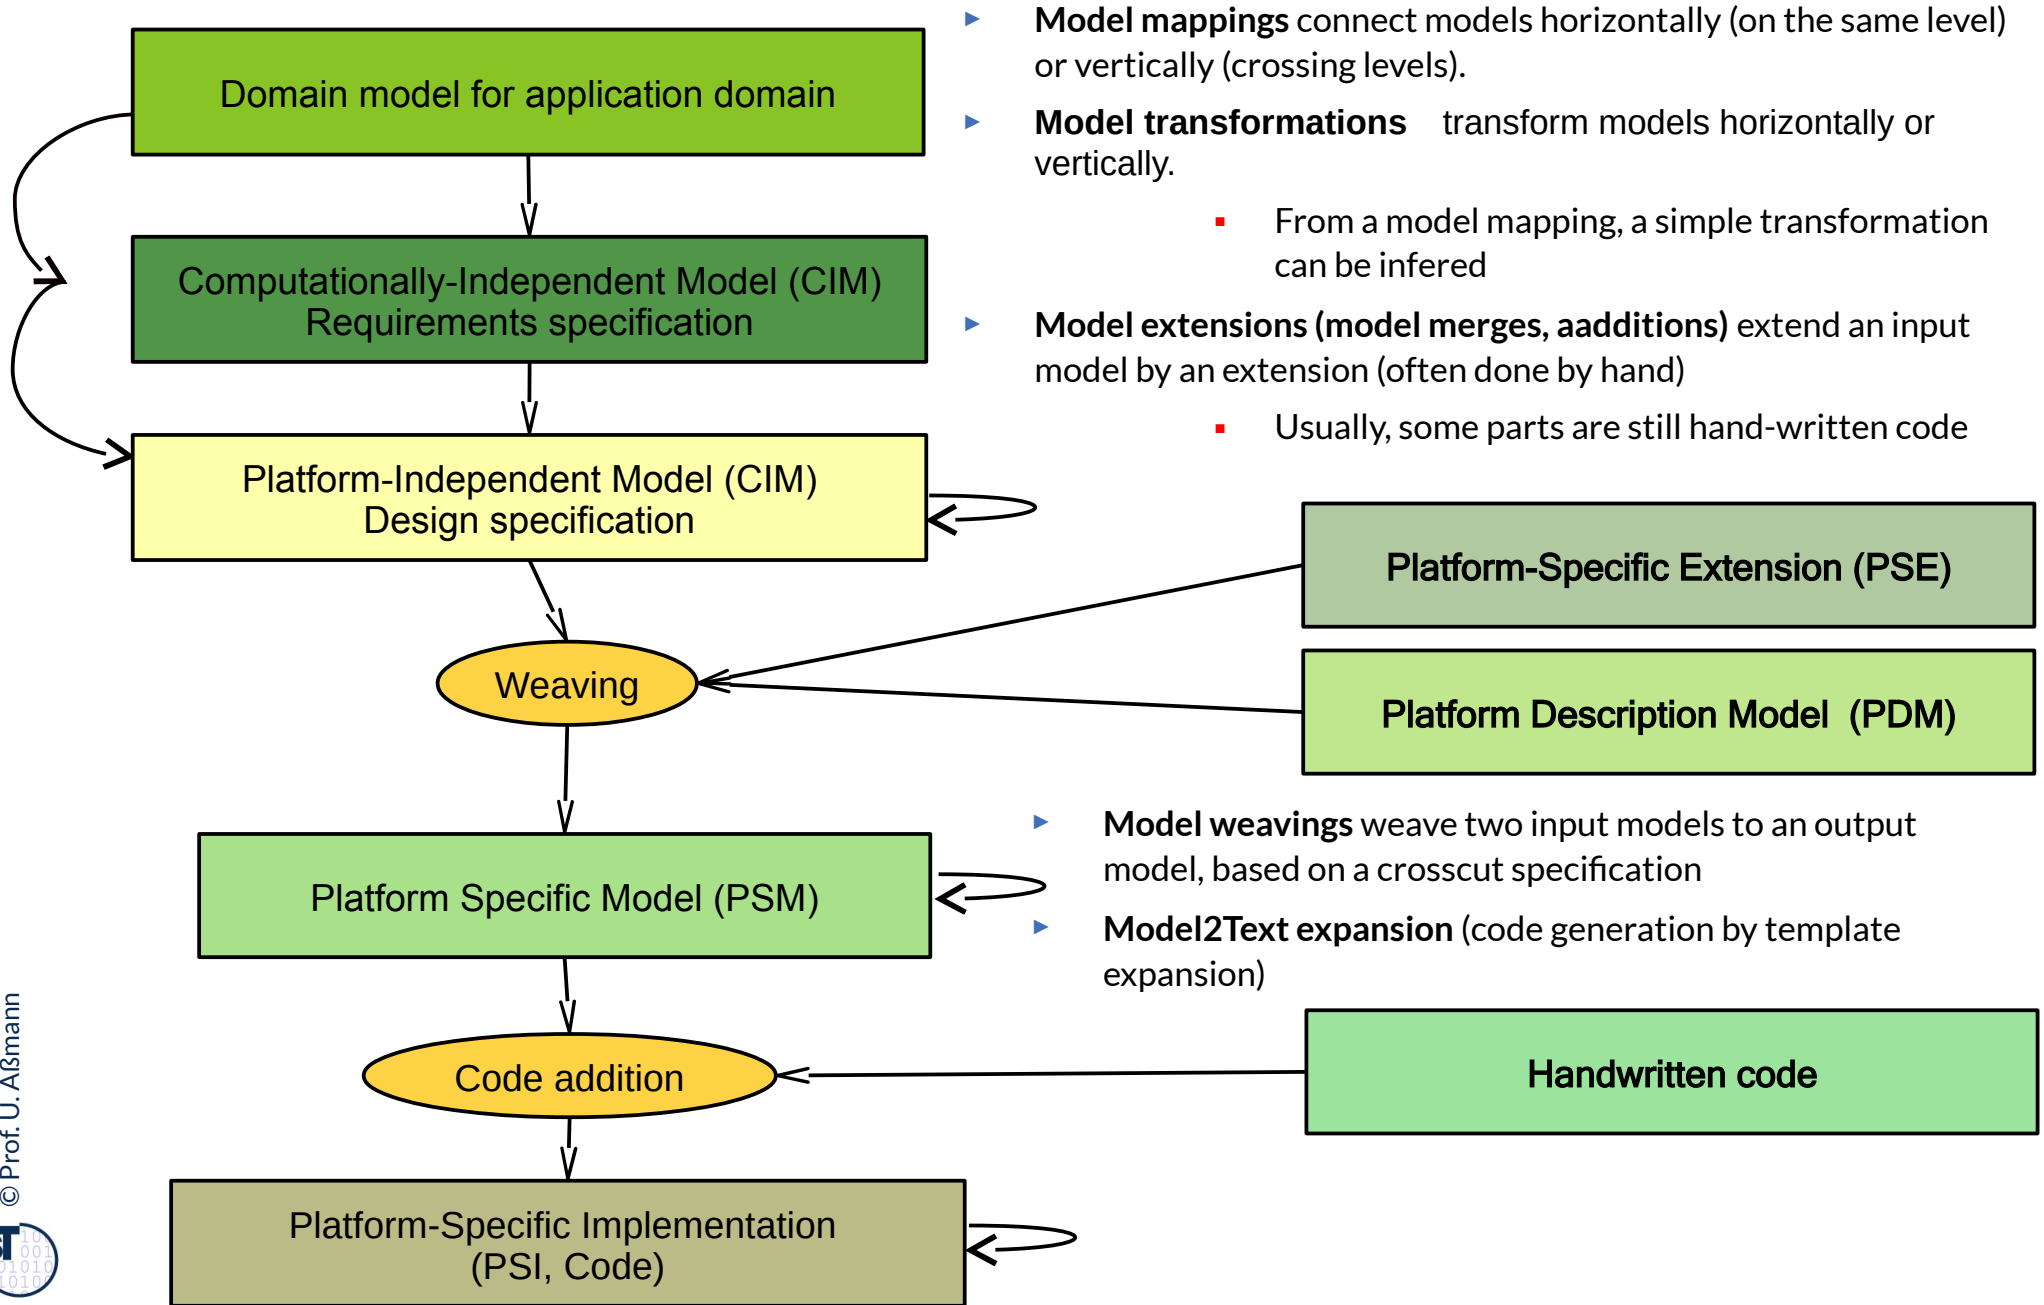 Domain model for application domain
Computationally-Independent Model (CIM)
Requirements specification
Platform-Independent Model (CIM)
Design specification
Weaving
Platform Specific Model (PSM)
Code addition
Platform-Specific Implementation
(PSI, Code)
► Model mappings connect models horizontally (on the same level)
or vertically (crossing levels).
► Model transformations transform models horizontally or
vertically.
▪ From a model mapping, a simple transformation
can be infered
► Model extensions (model merges, aadditions) extend an input
model by an extension (often done by hand)
▪ Usually, some parts are still hand-written code
Platform-Specific Extension (PSE)
Platform Description Model (PDM)
► Model weavings weave two input models to an output
model, based on a crosscut specification
► Model2Text expansion (code generation by template
expansion)
Handwritten code
© Prof. U. Aßmann